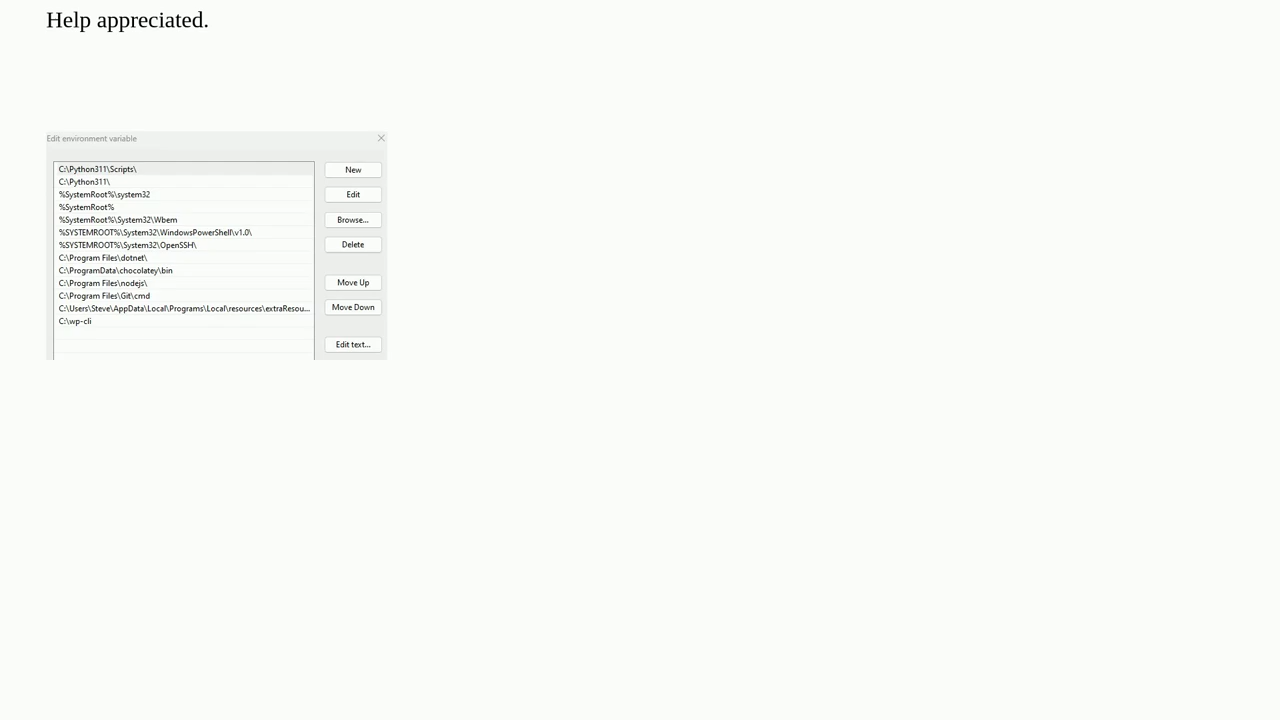 Help appreciated.
Edit environment variable
C:\Python311\Scripts\
New
C:\Python311\
%SystemRoot%\system32
Edit
%SystemRoot%
%SystemRoot%\System32\Wbem
Browse...
%SYSTEMROOT%\System32\WindowsPowerShell\v1.0\
%SYSTEMROOT%\System32\OpenSSH\
Delete
C:\Program Files\dotnet\
C:\ProgramData\chocolatey\bin
C:\Program Files\nodejs\
Move Up
C:\Program Files\Git\cmd
C:\Users\Steve\AppData\Local\Programs\Local\resources\extraResou...
Move Down
C:\wp-cli
Edit text...